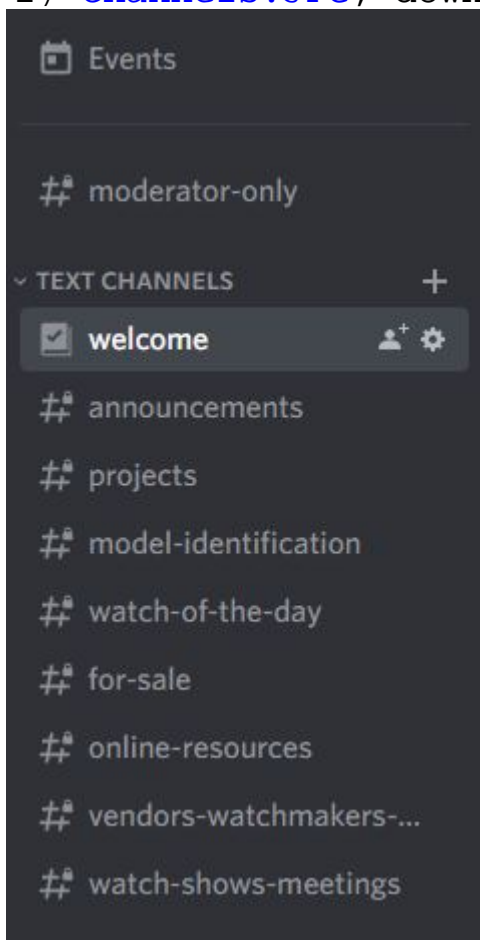 Events
moderator-only
TEXT CHANNELS
welcome
announcements
projects
model-identification
watch-of-the-day
for-sale
online-resources
vendors-watchmakers-...
watch-shows-meetings